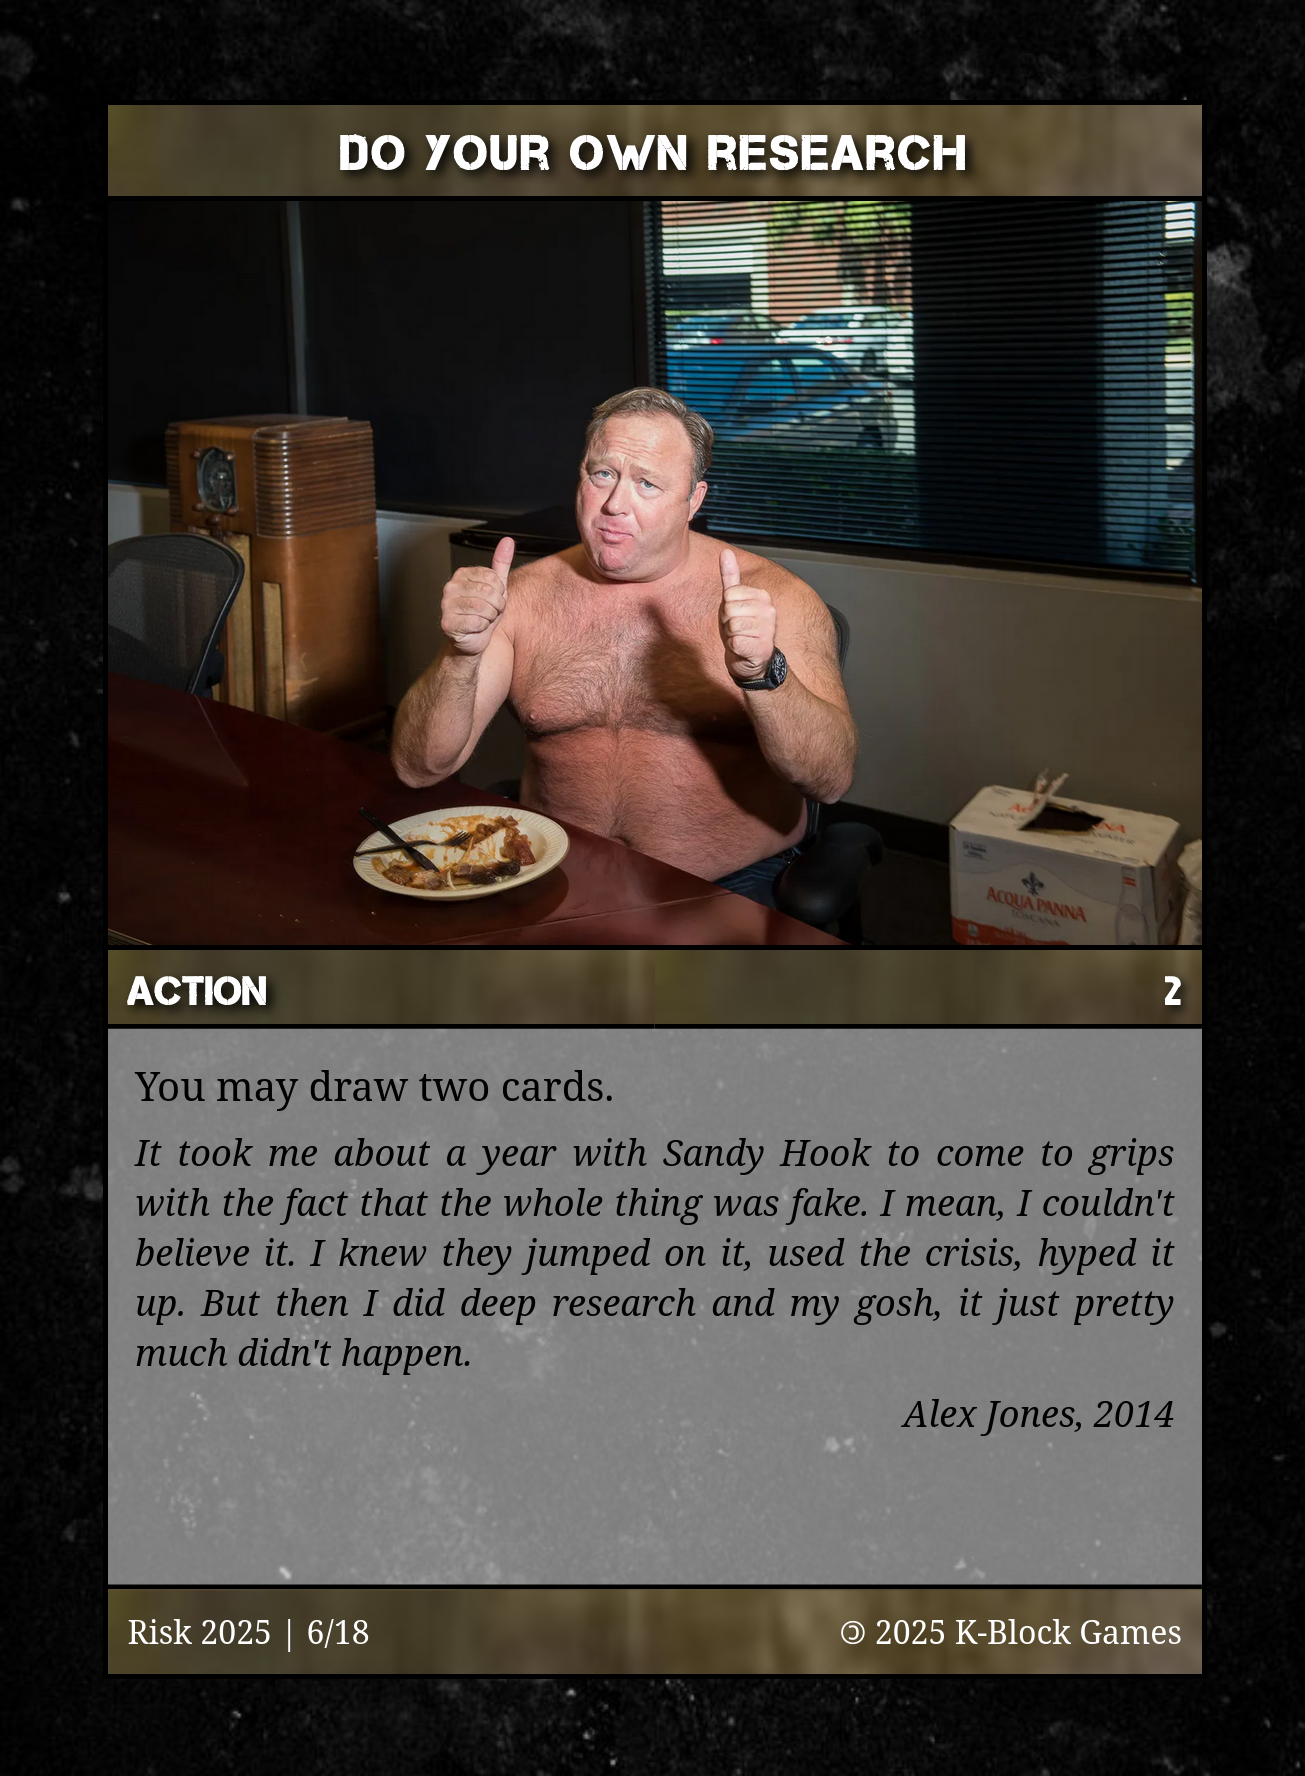 DO YOUR OWN RESEARCH
ACQUA PANNA
TOSCANA
ACTION
2
You may draw two cards.
It took me about a year with Sandy Hook to come to grips
with the fact that the whole thing was fake. I mean, I couldn't
believe it. I knew they jumped on it, used the crisis, hyped it
up. But then I did deep research and my gosh, it just pretty
much didn't happen.
Alex Jones, 2014
Risk 2025 | 6/18
🄯 2025 K-Block Games